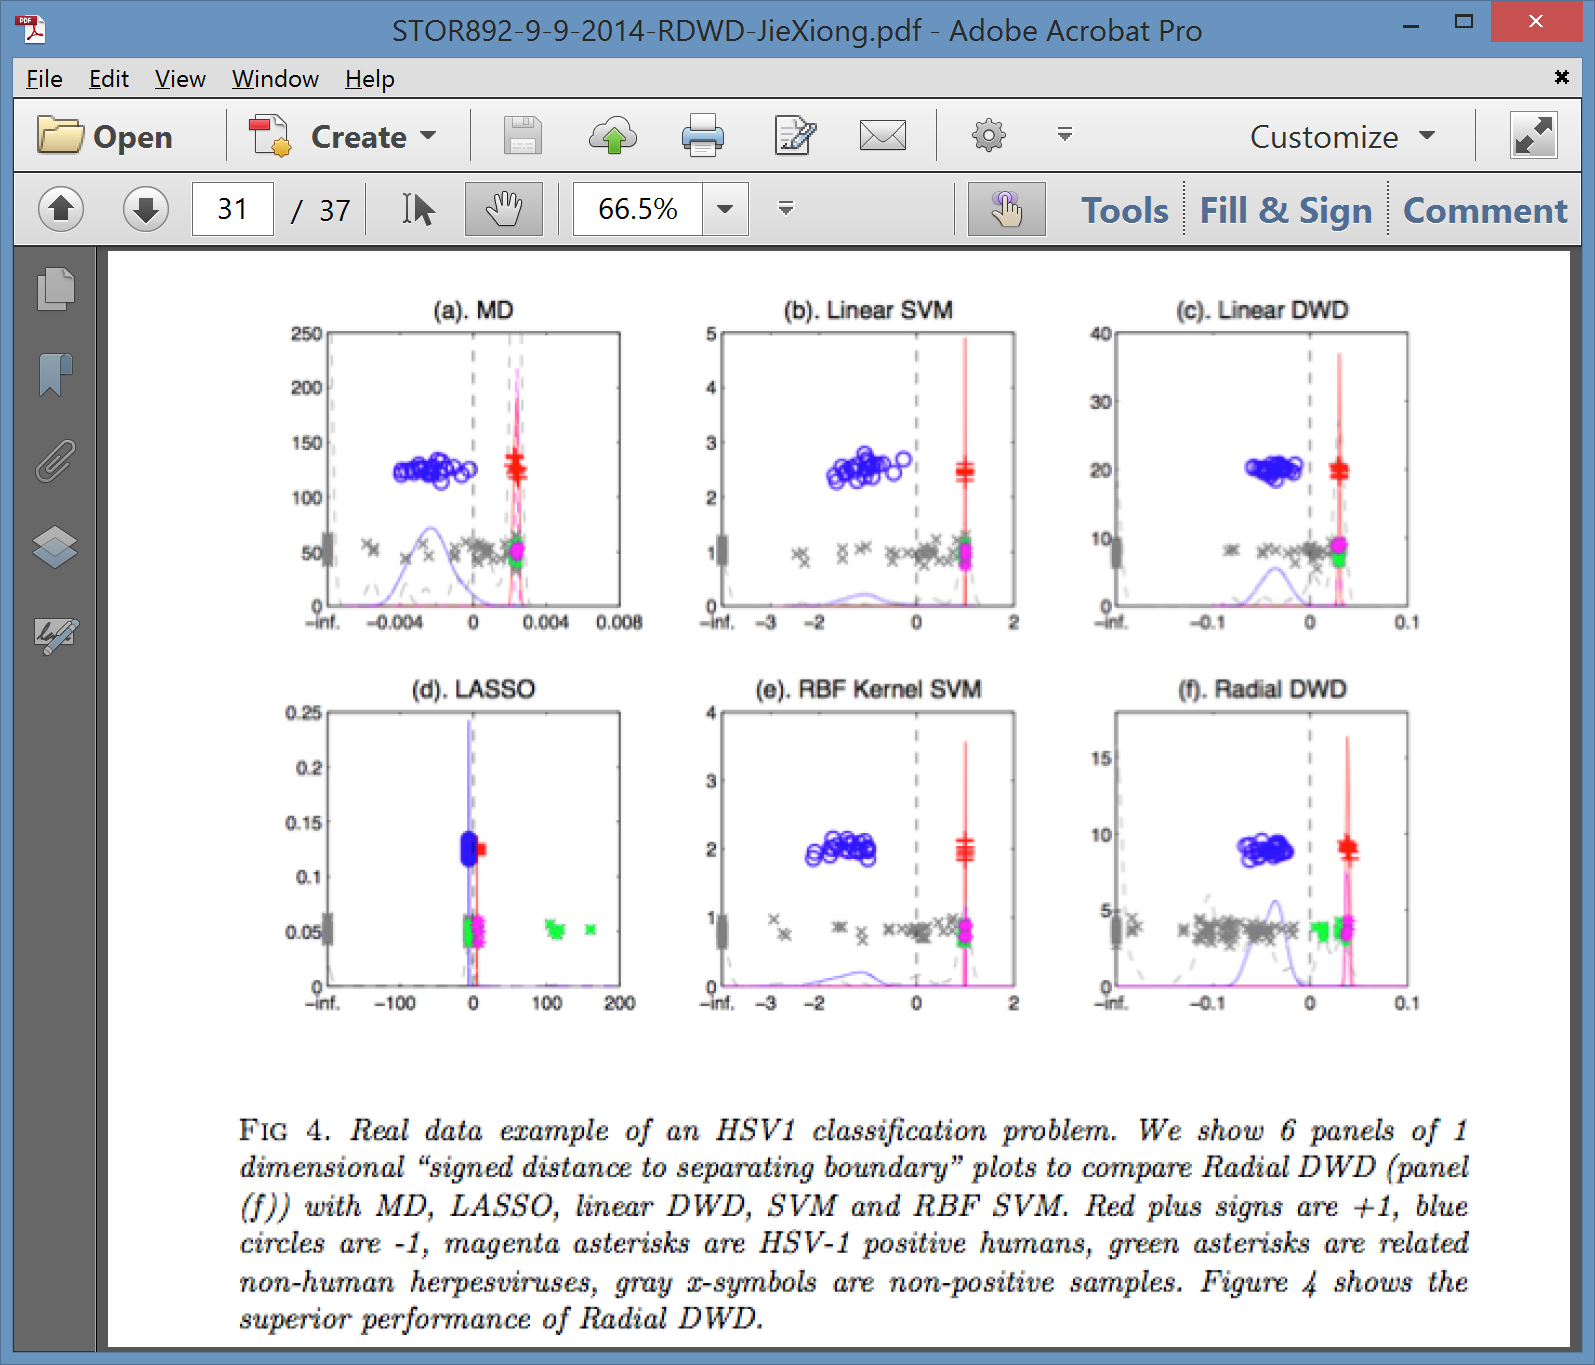 STOR892-9-9-2014-RDWD-JieXiong.pdf - Adobe Acrobat Pro
File Edit View Window Help
Open Create Customize
31 / 37 66.5% Tools Fill & Sign Comment
(a). MD (b). Linear SVM (c). Linear DWD
250 5 40
200 4 30
150 3
100 2 20
50 1 10
0 0 0
-inf. -0.004 0 0.004 0.008 -inf. -3 -2 0 2 -inf. -0.1 0 0.1
(d). LASSO (e). RBF Kernel SVM (f). Radial DWD
0.25 4
0.2 3 15
0.15 2 10
0.1
0.05 1 5
0 0 0
-inf. -100 0 100 200 -inf. -3 -2 0 2 -inf. -0.1 0 0.1
FIG 4. Real data example of an HSV1 classification problem. We show 6 panels of 1
dimensional “signed distance to separating boundary” plots to compare Radial DWD (panel
(f)) with MD, LASSO, linear DWD, SVM and RBF SVM. Red plus signs are +1, blue
circles are -1, magenta asterisks are HSV-1 positive humans, green asterisks are related
non-human herpesviruses, gray x-symbols are non-positive samples. Figure 4 shows the
superior performance of Radial DWD.